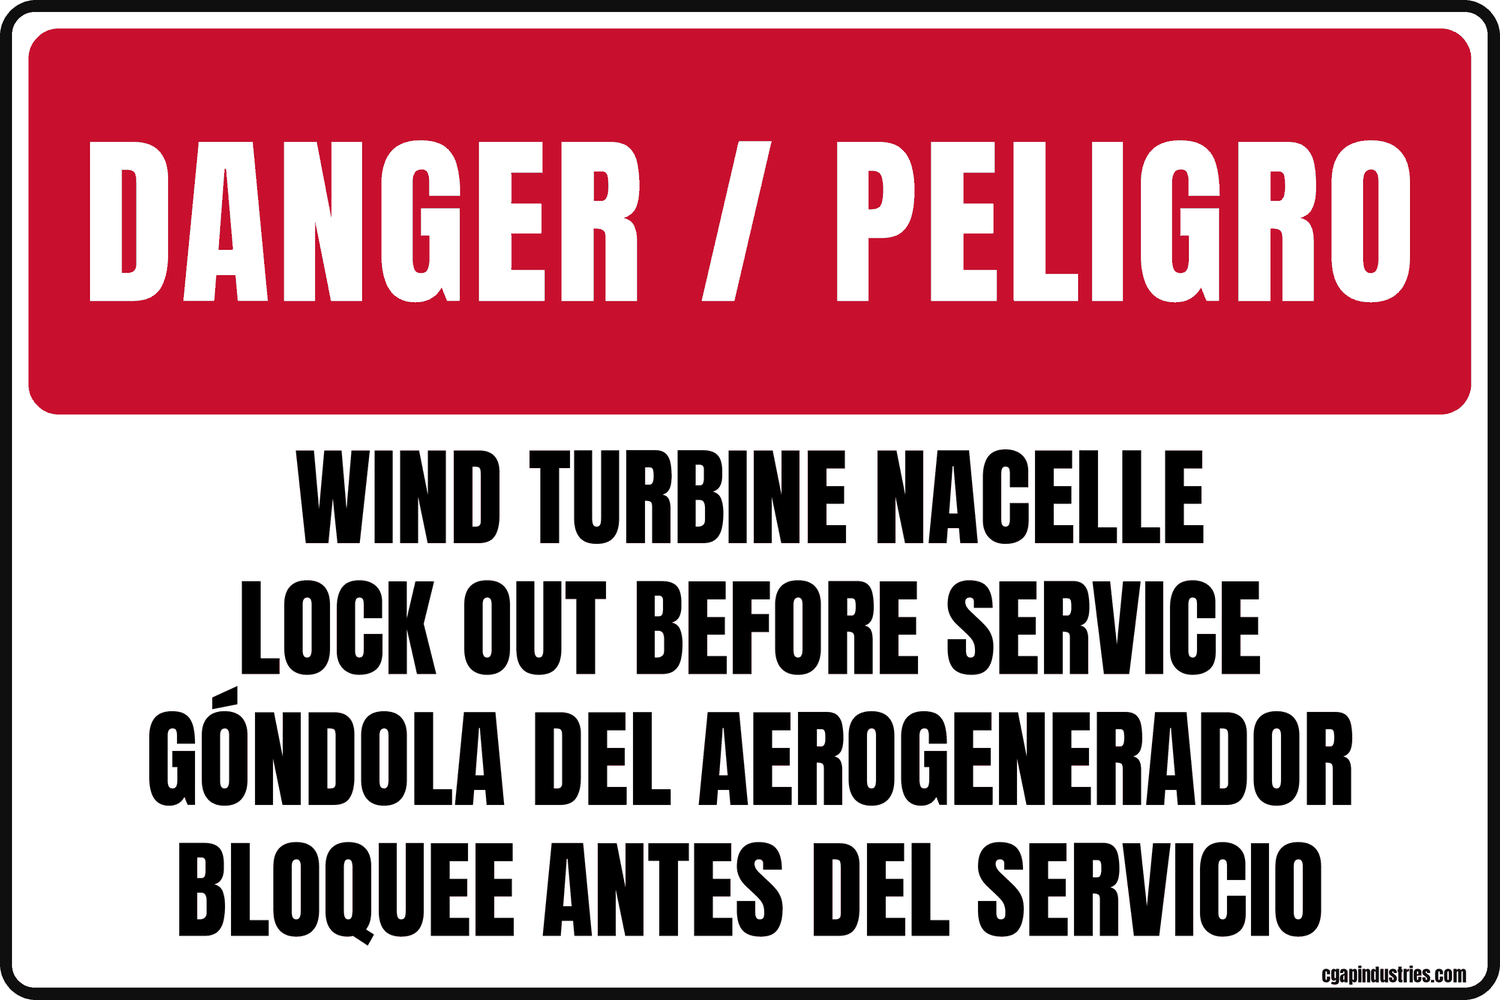 DANGER / PELIGRO
WIND TURBINE NACELLE
LOCK OUT BEFORE SERVICE
GÓNDOLA DEL AEROGENERADOR
BLOQUEE ANTES DEL SERVICIO
cgapindustries.com